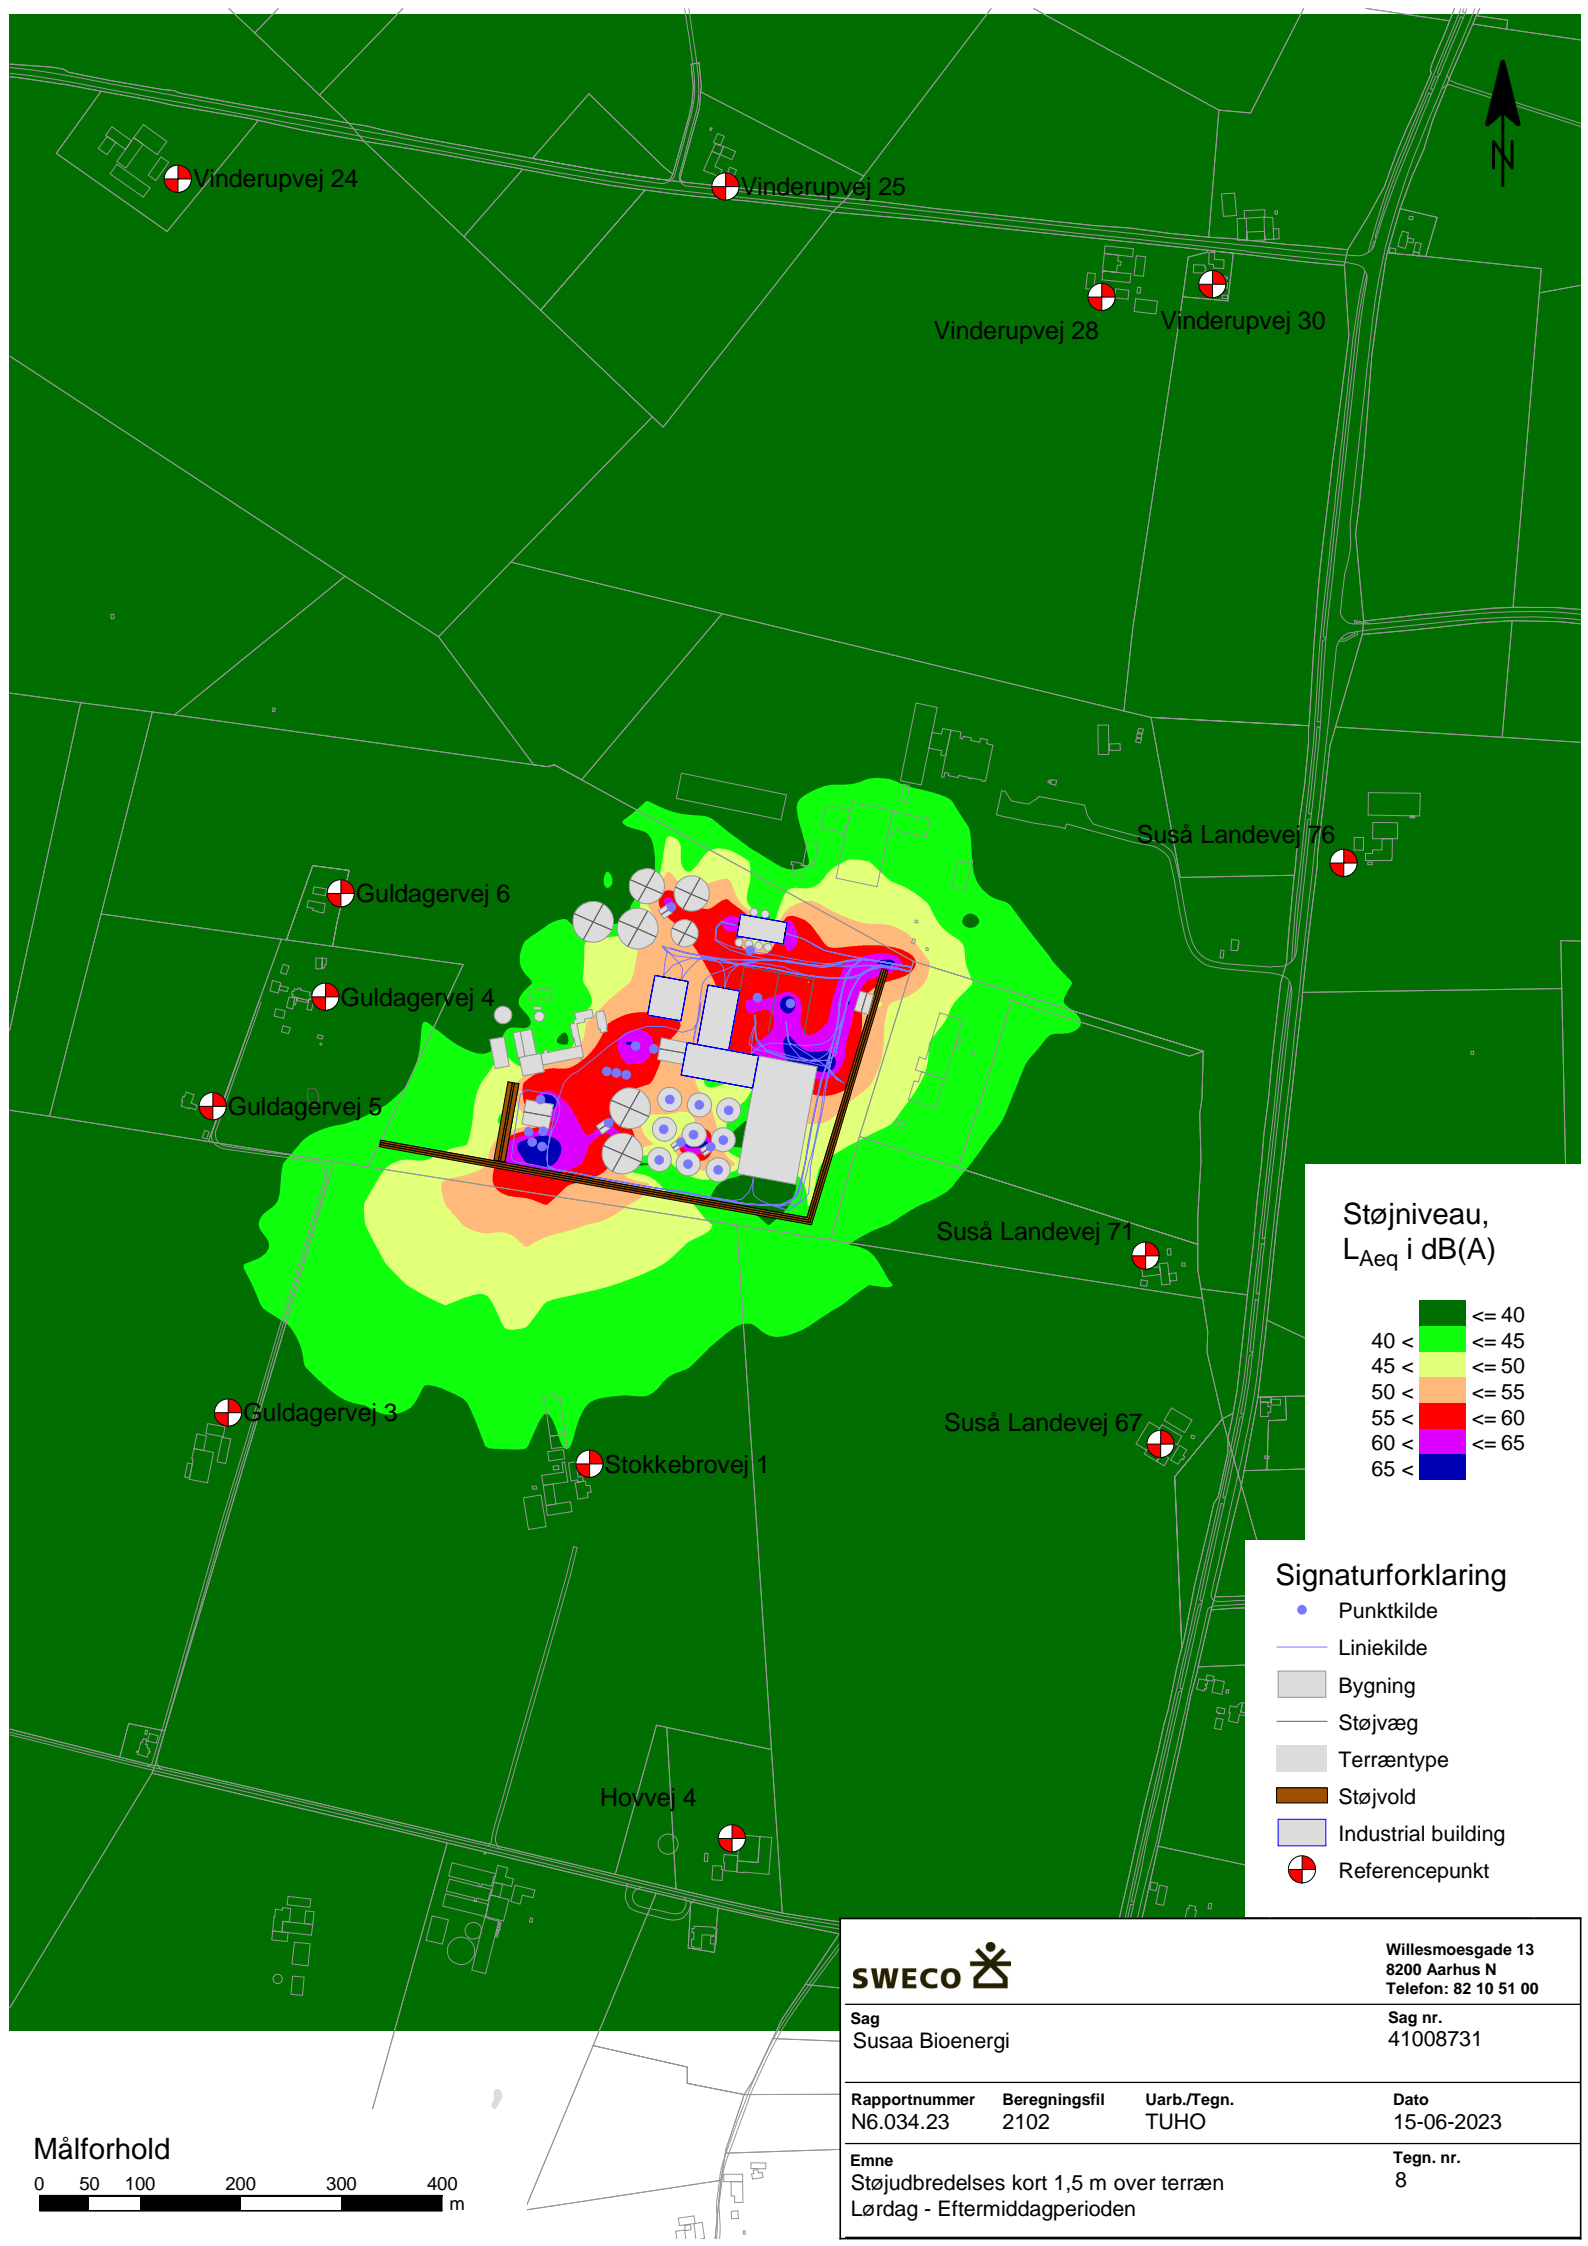 N
Vinderupvej 24
Vinderupvej 25
Vinderupvej 28
Vinderupvej 30
Suså Landevej 76
Guldagervej 6
Guldagervej 4
Guldagervej 5
Suså Landevej 71
Guldagervej 3
Suså Landevej 67
Stokkebrovej 1
Hovvej 4
Støjniveau,
LAeq i dB(A)
<= 40
40 < <= 45
45 < <= 50
50 < <= 55
55 < <= 60
60 < <= 65
65 <
Signaturforklaring
Punktkilde
Liniekilde
Bygning
Støjvæg
Terræntype
Støjvold
Industrial building
Referencepunkt
SWECO
Willesmoesgade 13
8200 Aarhus N
Telefon: 82 10 51 00
Sag Sag nr.
Susaa Bioenergi 41008731
Rapportnummer Beregningsfil Uarb./Tegn. Dato
N6.034.23 2102 TUHO 15-06-2023
Emne Tegn. nr.
Støjudbredelses kort 1,5 m over terræn 8
Lørdag - Eftermiddagperioden
Målforhold
0 50 100 200 300 400
m